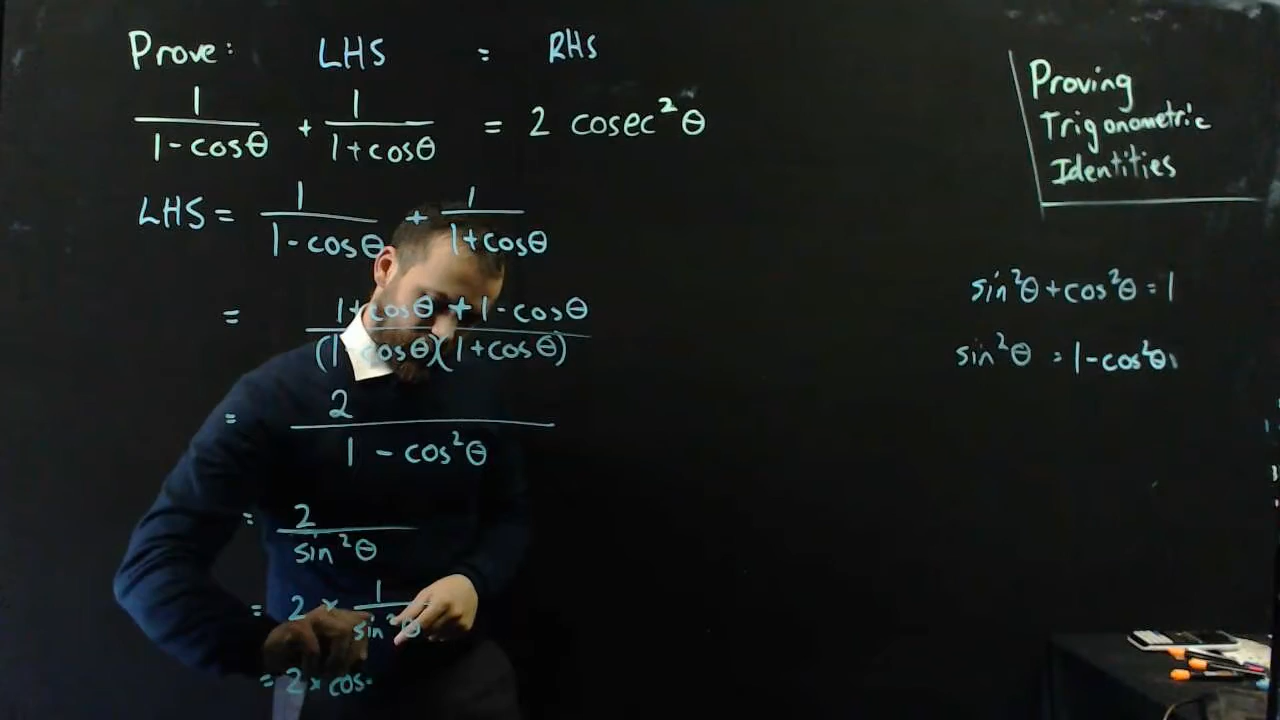 Prove: LHS = RHS
1/(1-cosθ) + 1/(1+cosθ) = 2 cosec²θ
LHS = 1/(1-cosθ) + 1/(1+cosθ)
= (1+cosθ + 1-cosθ)/((1-cosθ)(1+cosθ))
= 2/(1 - cos²θ)
= 2/sin²θ
= 2 × 1/sin²θ
= 2 × cos
Proving
Trigonometric
Identities
sin²θ + cos²θ = 1
sin²θ = 1-cos²θ